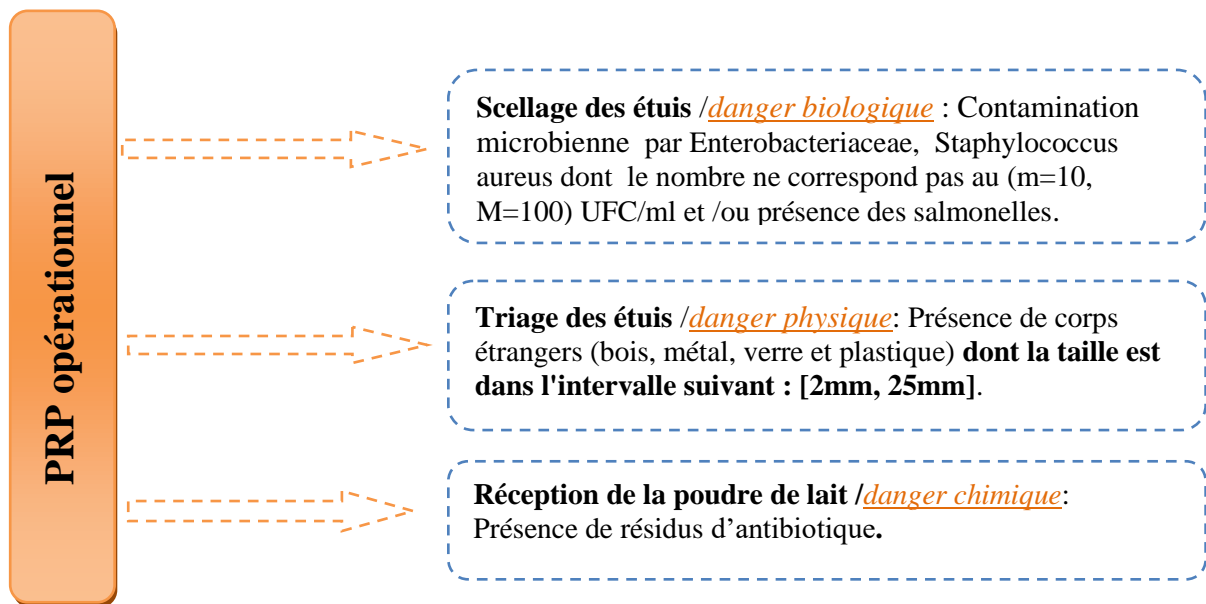 PRP opérationnel
Scellage des étuis /danger biologique : Contamination
microbienne par Enterobacteriaceae, Staphylococcus
aureus dont le nombre ne correspond pas au (m=10,
M=100) UFC/ml et /ou présence des salmonelles.
Triage des étuis /danger physique: Présence de corps
étrangers (bois, métal, verre et plastique) dont la taille est
dans l'intervalle suivant : [2mm, 25mm].
Réception de la poudre de lait /danger chimique:
Présence de résidus d’antibiotique.